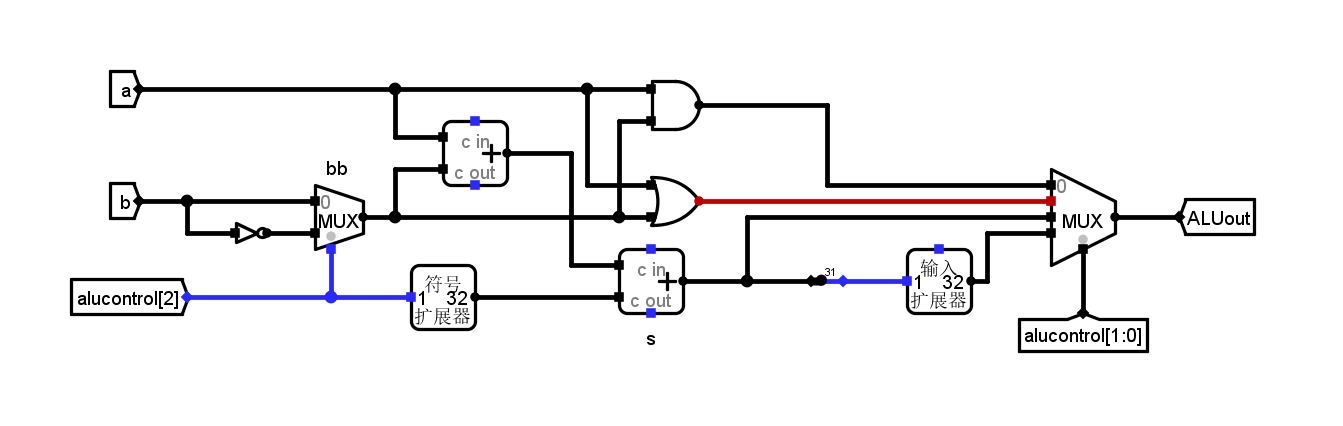 a
c in
c out
bb
b
0
MUX
alucontrol[2]
符号
1 32
扩展器
c in
c out
s
31
输入
1 32
扩展器
0
MUX
ALUout
alucontrol[1:0]